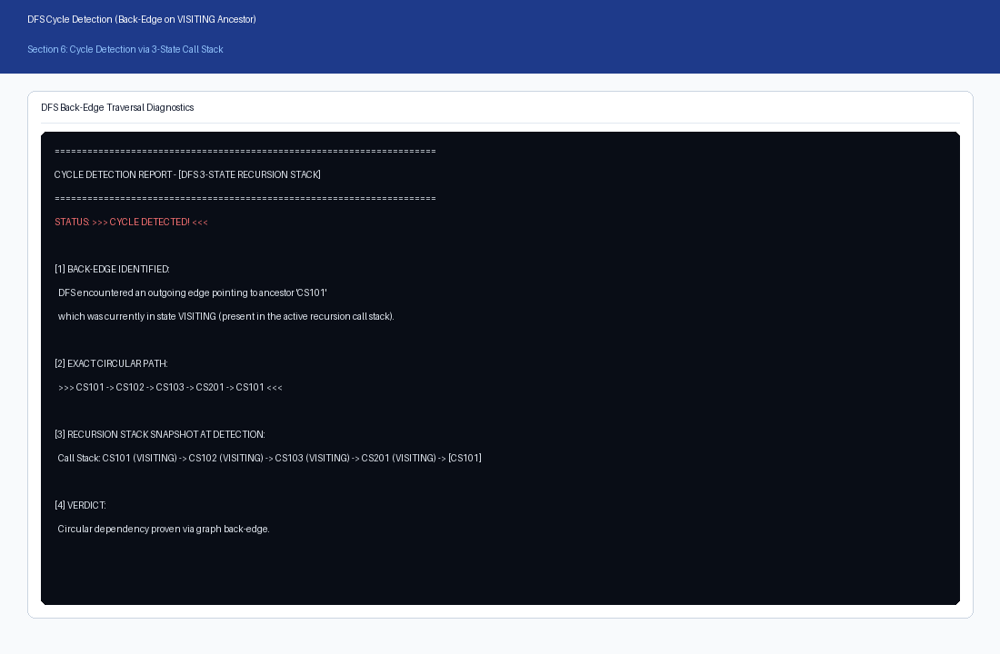 DFS Cycle Detection (Back-Edge on VISITING Ancestor)
Section 6: Cycle Detection via 3-State Call Stack
DFS Back-Edge Traversal Diagnostics
======================================================================
CYCLE DETECTION REPORT - [DFS 3-STATE RECURSION STACK]
======================================================================
STATUS: >>> CYCLE DETECTED! <<<
[1] BACK-EDGE IDENTIFIED:
DFS encountered an outgoing edge pointing to ancestor 'CS101'
which was currently in state VISITING (present in the active recursion call stack).
[2] EXACT CIRCULAR PATH:
>>> CS101 -> CS102 -> CS103 -> CS201 -> CS101 <<<
[3] RECURSION STACK SNAPSHOT AT DETECTION:
Call Stack: CS101 (VISITING) -> CS102 (VISITING) -> CS103 (VISITING) -> CS201 (VISITING) -> [CS101]
[4] VERDICT:
Circular dependency proven via graph back-edge.